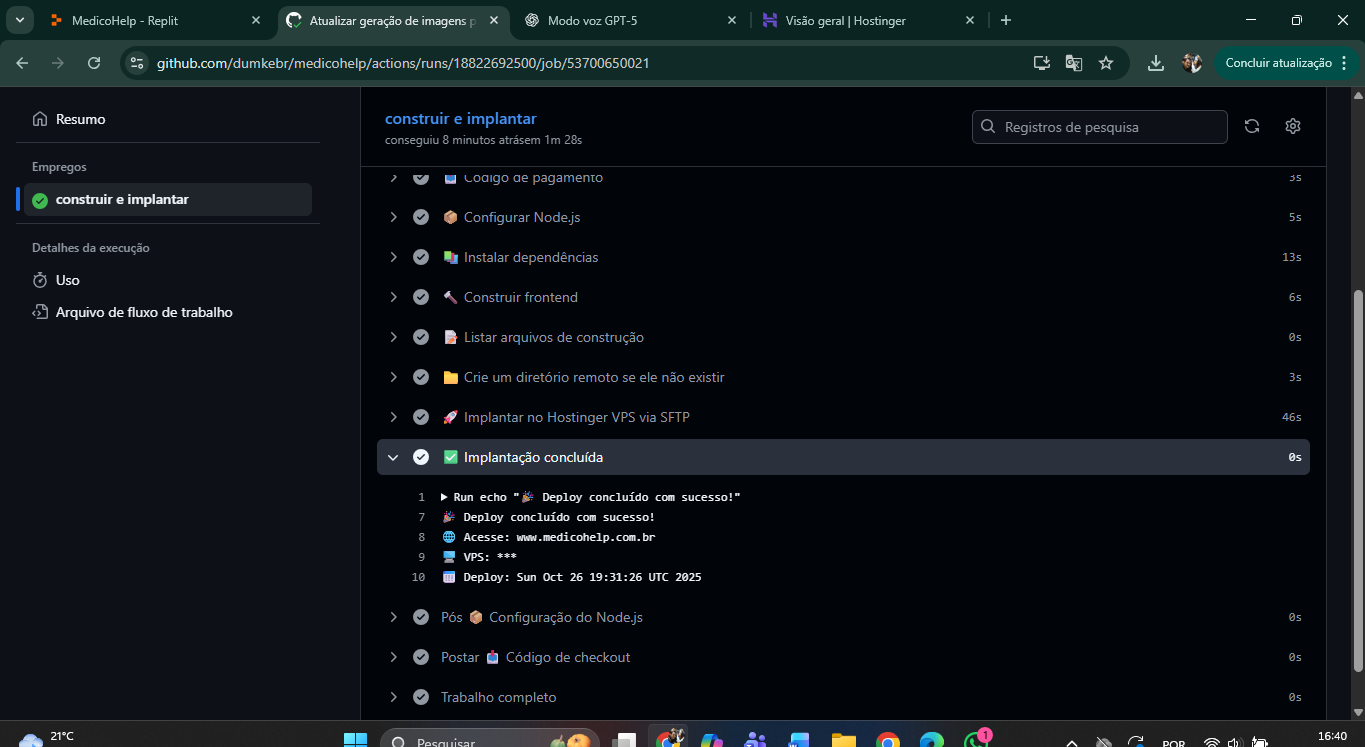 MedicoHelp - Replit
Atualizar geração de imagens p
Modo voz GPT-5
Visão geral | Hostinger
github.com/dumkebr/medicohelp/actions/runs/18822692500/job/53700650021
Concluir atualização
Resumo
Empregos
construir e implantar
Detalhes da execução
Uso
Arquivo de fluxo de trabalho
construir e implantar
conseguiu 8 minutos atrásem 1m 28s
Registros de pesquisa
Código de pagamento 3s
Configurar Node.js 5s
Instalar dependências 13s
Construir frontend 6s
Listar arquivos de construção 0s
Crie um diretório remoto se ele não existir 3s
Implantar no Hostinger VPS via SFTP 46s
Implantação concluída 0s
1 Run echo "🎉 Deploy concluído com sucesso!"
7 🎉 Deploy concluído com sucesso!
8 🌐 Acesse: www.medicohelp.com.br
9 🖥️ VPS: ***
10 📅 Deploy: Sun Oct 26 19:31:26 UTC 2025
Pós 📦 Configuração do Node.js 0s
Postar 📥 Código de checkout 0s
Trabalho completo 0s
21°C
Pesquisar
1
POR
16:40